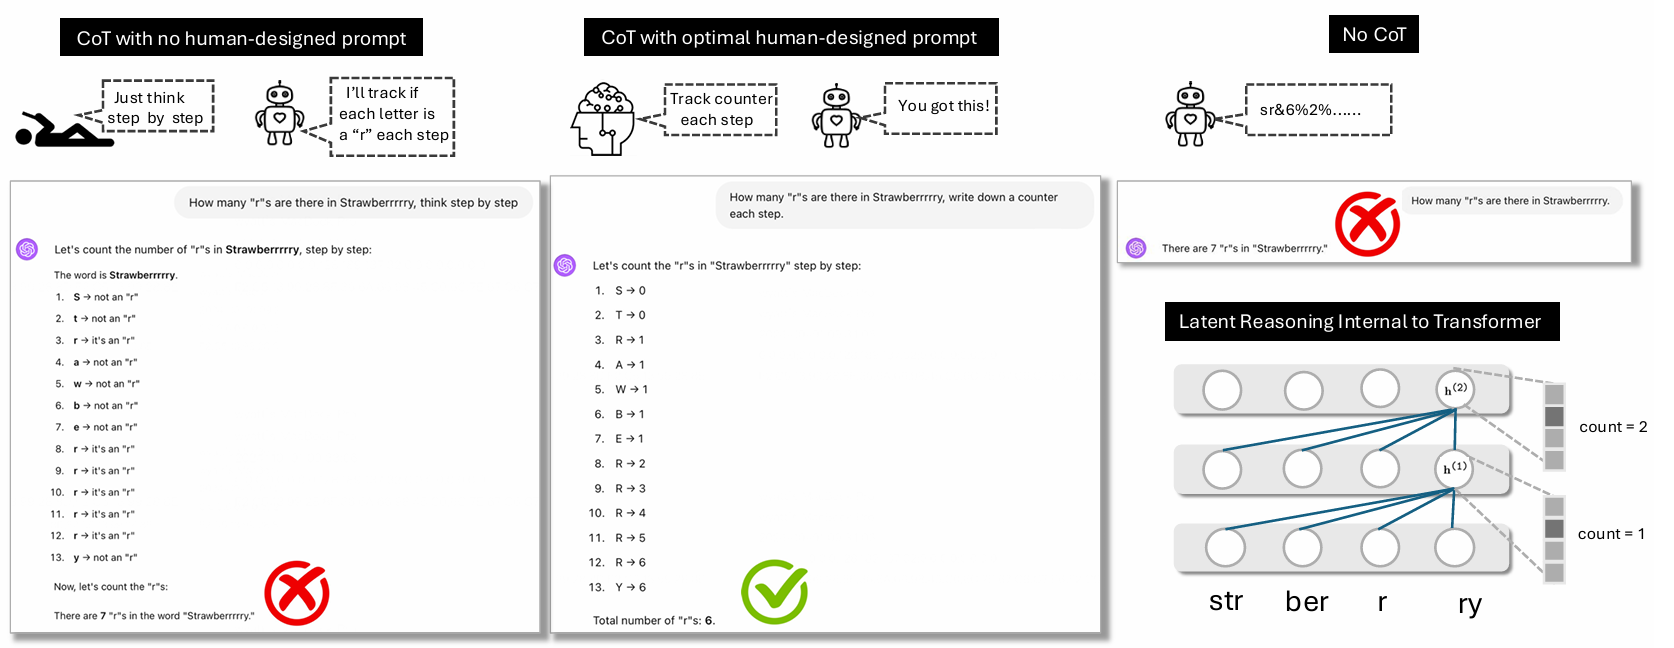 CoT with no human-designed prompt
Just think
step by step
I'll track if
each letter is
a “r” each step
How many "r"s are there in Strawberrrrry, think step by step
Let's count the number of "r"s in Strawberrrrry, step by step:
The word is Strawberrrrry.
1. S → not an "r"
2. t → not an "r"
3. r → it's an "r"
4. a → not an "r"
5. w → not an "r"
6. b → not an "r"
7. e → not an "r"
8. r → it's an "r"
9. r → it's an "r"
10. r → it's an "r"
11. r → it's an "r"
12. r → it's an "r"
13. y → not an "r"
Now, let's count the "r"s:
There are 7 "r"s in the word "Strawberrrrry."
CoT with optimal human-designed prompt
Track counter
each step
You got this!
How many "r"s are there in Strawberrrrry, write down a counter
each step.
Let's count the "r"s in "Strawberrrrry" step by step:
1. S → 0
2. T → 0
3. R → 1
4. A → 1
5. W → 1
6. B → 1
7. E → 1
8. R → 2
9. R → 3
10. R → 4
11. R → 5
12. R → 6
13. Y → 6
Total number of "r"s: 6.
No CoT
sr&6%2%......
How many "r"s are there in Strawberrrrry.
There are 7 "r"s in "Strawberrrrry."
Latent Reasoning Internal to Transformer
h(2)
count = 2
h(1)
count = 1
str ber r ry